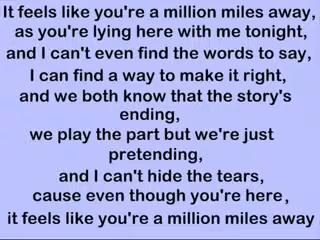 It feels like you're a million miles away,
as you're lying here with me tonight,
and I can't even find the words to say,
I can find a way to make it right,
and we both know that the story's
ending,
we play the part but we're just
pretending,
and I can't hide the tears,
cause even though you're here,
it feels like you're a million miles away